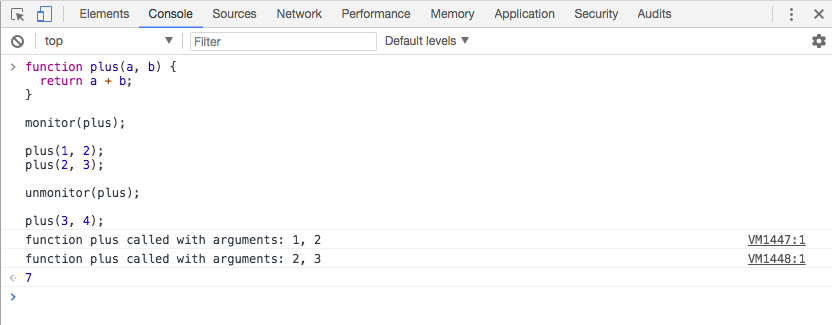 Elements Console Sources Network Performance Memory Application Security Audits
top Filter Default levels
function plus(a, b) {
  return a + b;
}
monitor(plus);
plus(1, 2);
plus(2, 3);
unmonitor(plus);
plus(3, 4);
function plus called with arguments: 1, 2 VM1447:1
function plus called with arguments: 2, 3 VM1448:1
7